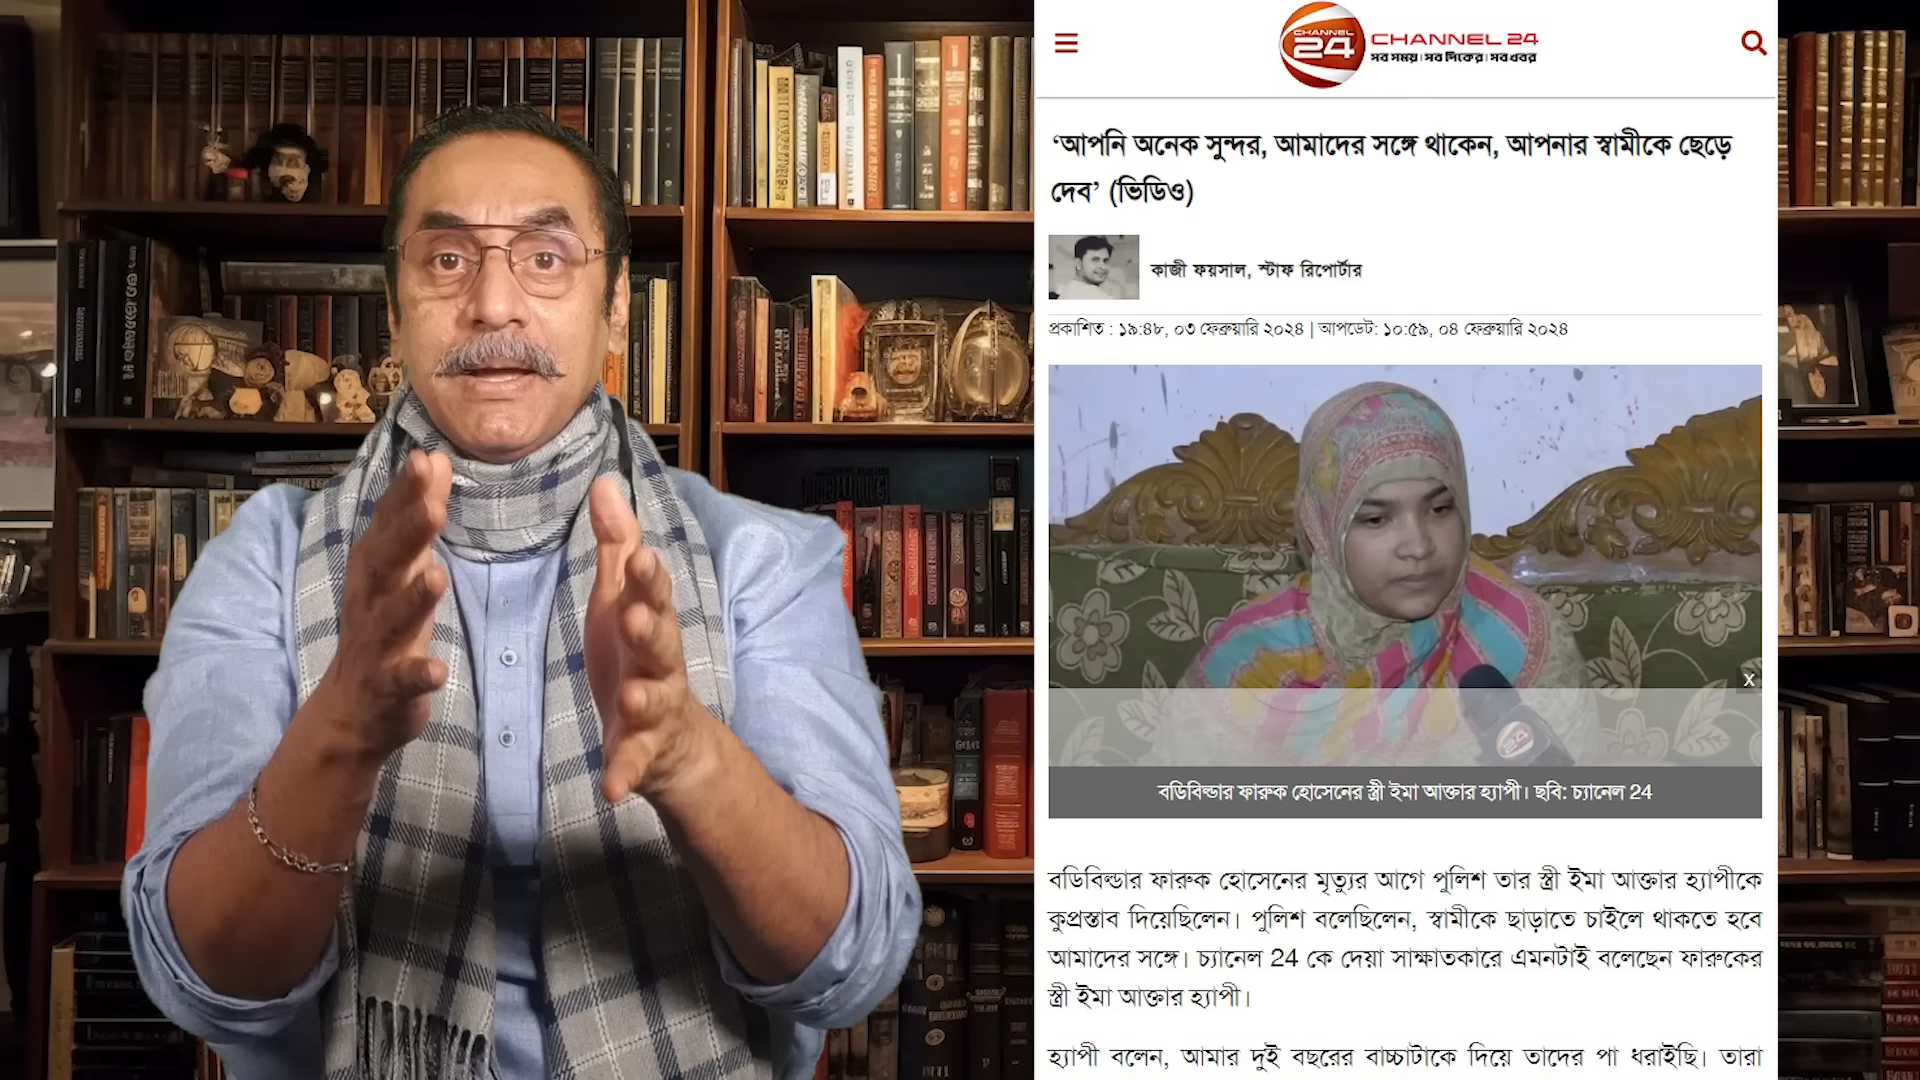 CHANNEL
24
CHANNEL 24
সব সময়। সব দিকের। সব খবর
‘আপনি অনেক সুন্দর, আমাদের সঙ্গে থাকেন, আপনার স্বামীকে ছেড়ে
দেব’ (ভিডিও)
কাজী ফয়সাল, স্টাফ রিপোর্টার
প্রকাশিত : ১৯:৪৮, ০৩ ফেব্রুয়ারি ২০২৪ | আপডেট: ১০:৫৯, ০৪ ফেব্রুয়ারি ২০২৪
X
24
বডিবিল্ডার ফারুক হোসেনের স্ত্রী ইমা আক্তার হ্যাপী। ছবি: চ্যানেল 24
বডিবিল্ডার ফারুক হোসেনের মৃত্যুর আগে পুলিশ তার স্ত্রী ইমা আক্তার হ্যাপীকে
কুপ্রস্তাব দিয়েছিলেন। পুলিশ বলেছিলেন, স্বামীকে ছাড়াতে চাইলে থাকতে হবে
আমাদের সঙ্গে। চ্যানেল 24 কে দেয়া সাক্ষাতকারে এমনটাই বলেছেন ফারুকের
স্ত্রী ইমা আক্তার হ্যাপী।
হ্যাপী বলেন, আমার দুই বছরের বাচ্চাটাকে দিয়ে তাদের পা ধরাইছি। তারা